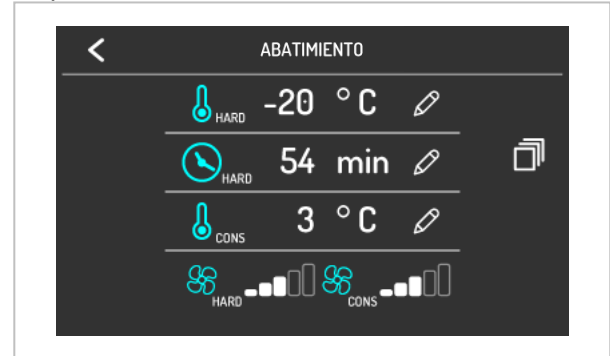 ABATIMIENTO
HARD -20 °C
HARD 54 min
CONS 3 °C
HARD CONS